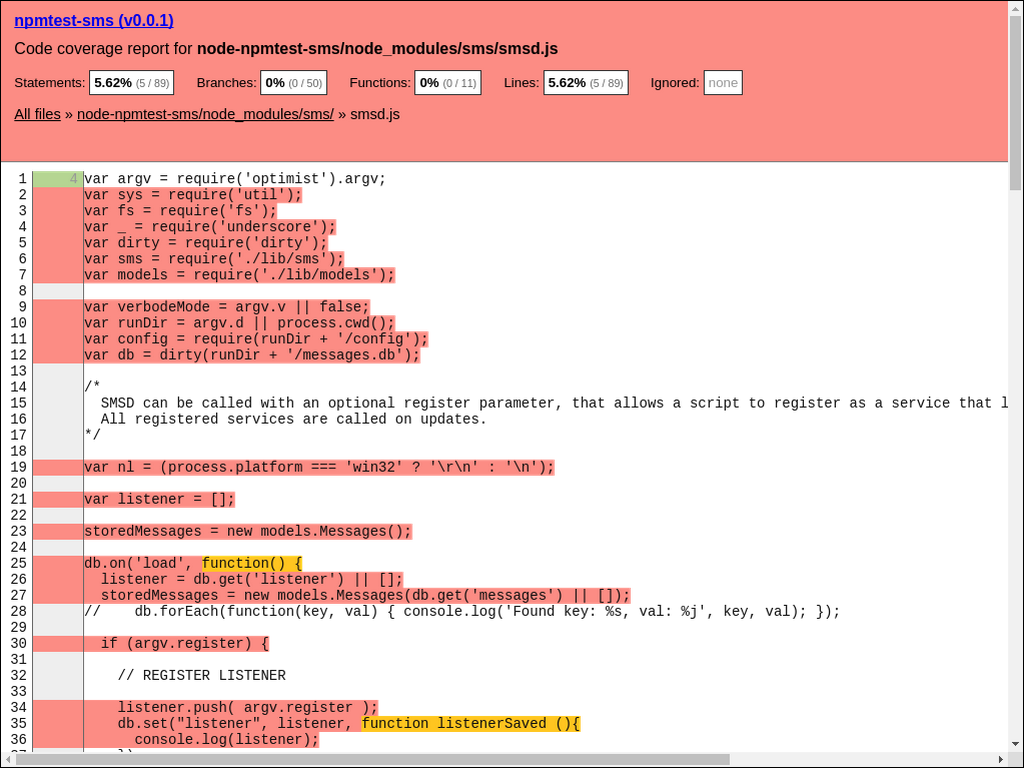 npmtest-sms (v0.0.1)
Code coverage report for node-npmtest-sms/node_modules/sms/smsd.js
Statements: 5.62% (5 / 89) Branches: 0% (0 / 50) Functions: 0% (0 / 11) Lines: 5.62% (5 / 89) Ignored: none
All files » node-npmtest-sms/node_modules/sms/ » smsd.js
1 4 var argv = require('optimist').argv;
2 var sys = require('util');
3 var fs = require('fs');
4 var _ = require('underscore');
5 var dirty = require('dirty');
6 var sms = require('./lib/sms');
7 var models = require('./lib/models');
8
9 var verbodeMode = argv.v || false;
10 var runDir = argv.d || process.cwd();
11 var config = require(runDir + '/config');
12 var db = dirty(runDir + '/messages.db');
13
14 /*
15   SMSD can be called with an optional register parameter, that allows a script to register as a service that l
16   All registered services are called on updates.
17 */
18
19 var nl = (process.platform === 'win32' ? '\r\n' : '\n');
20
21 var listener = [];
22
23 storedMessages = new models.Messages();
24
25 db.on('load', function() {
26   listener = db.get('listener') || [];
27   storedMessages = new models.Messages(db.get('messages') || []);
28 //    db.forEach(function(key, val) { console.log('Found key: %s, val: %j', key, val); });
29
30   if (argv.register) {
31
32     // REGISTER LISTENER
33
34     listener.push( argv.register );
35     db.set("listener", listener, function listenerSaved (){
36       console.log(listener);